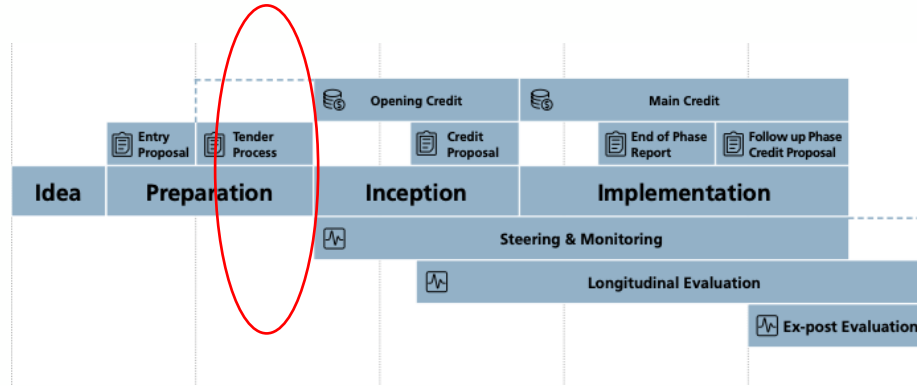 Opening Credit
Main Credit
Entry
Proposal
Tender
Process
Credit
Proposal
End of Phase
Report
Follow up Phase
Credit Proposal
Idea
Preparation
Inception
Implementation
Steering & Monitoring
Longitudinal Evaluation
Ex-post Evaluation